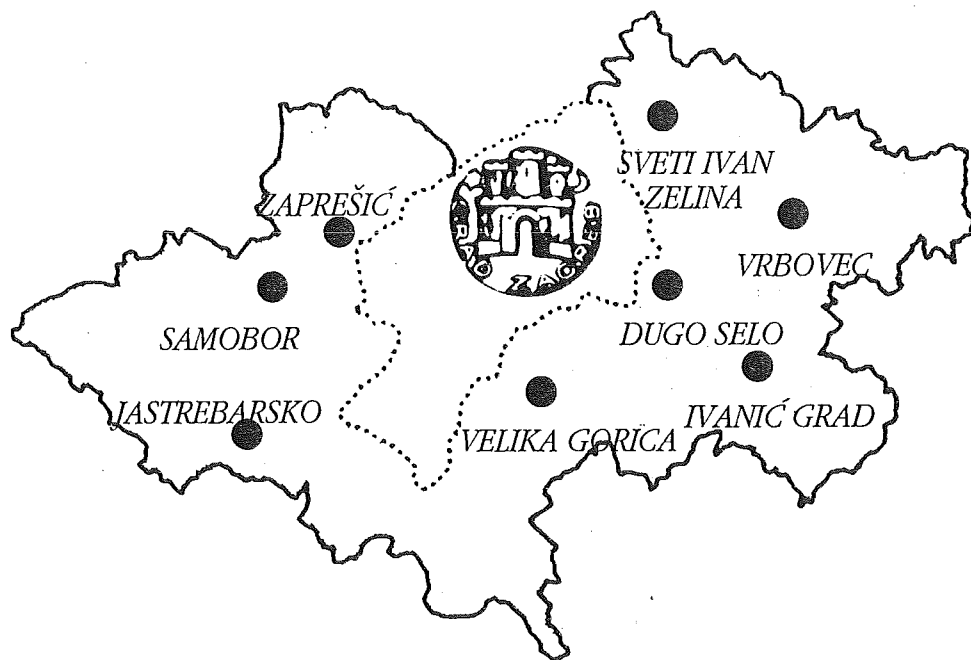 SVETI IVAN
ZELINA
ZAPREŠIĆ
VRBOVEC
SAMOBOR
DUGO SELO
JASTREBARSKO
VELIKA GORICA
IVANIĆ GRAD